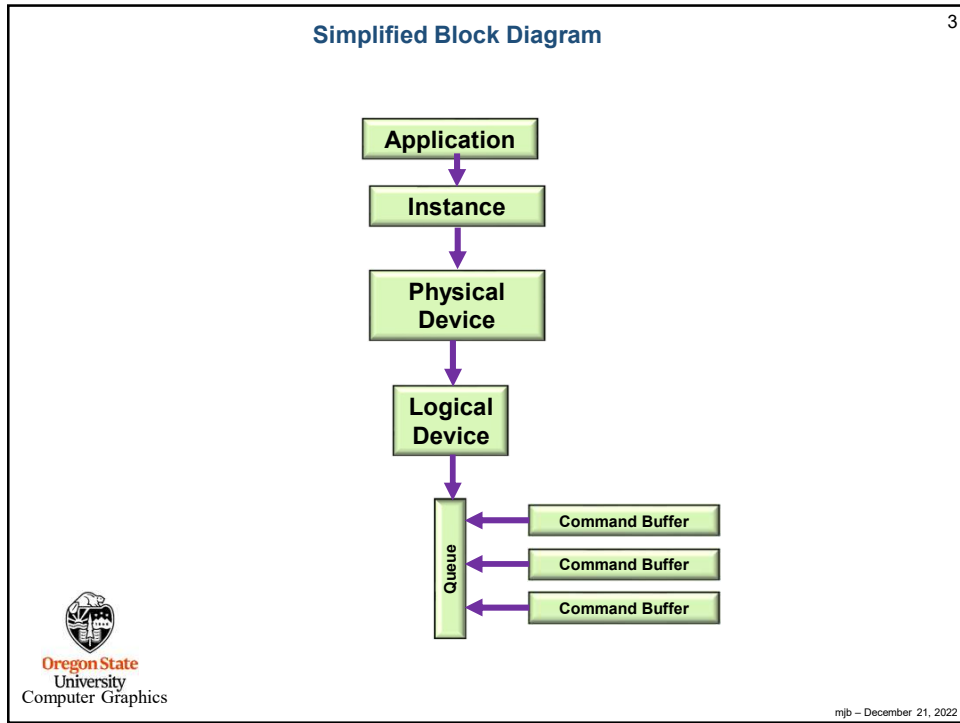 3
Simplified Block Diagram
Application
Instance
Physical
Device
Logical
Device
Queue
Command Buffer
Command Buffer
Command Buffer
Oregon State
University
Computer Graphics
mjb – December 21, 2022